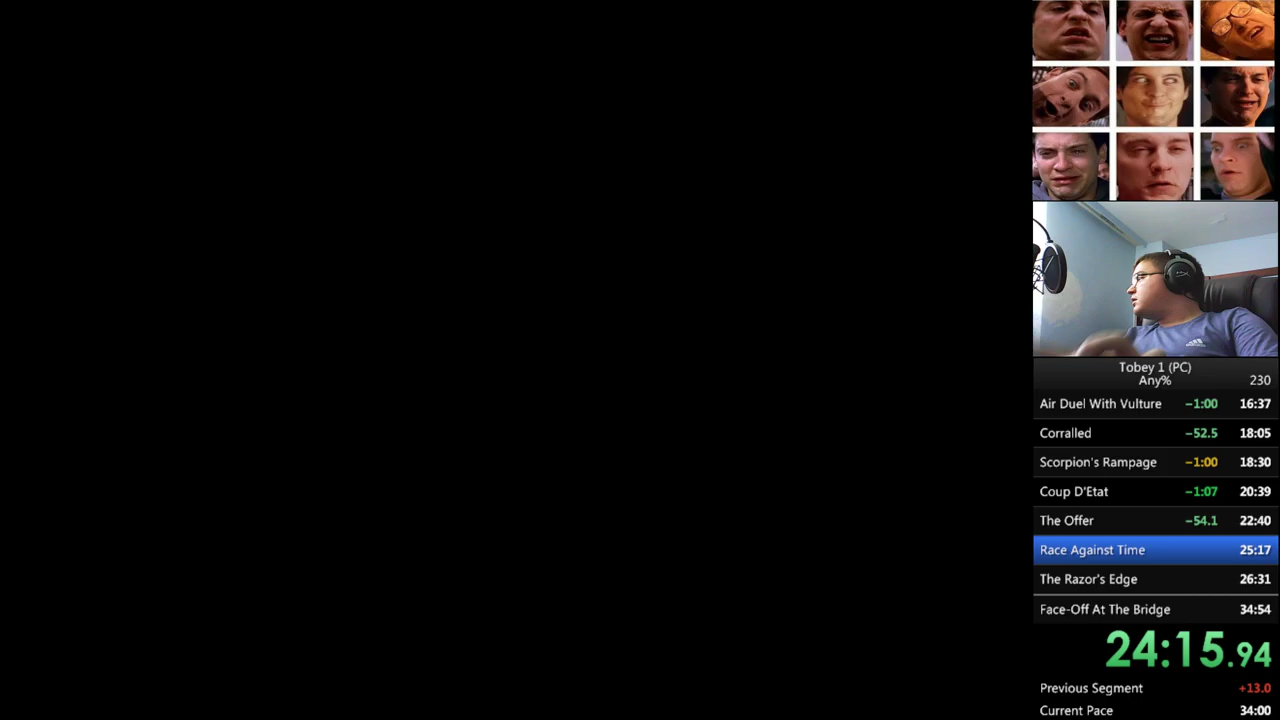 Tobey 1 (PC)
Any% 230
Air Duel With Vulture −1:00 16:37
Corralled −52.5 18:05
Scorpion's Rampage −1:00 18:30
Coup D'Etat −1:07 20:39
The Offer −54.1 22:40
Race Against Time 25:17
The Razor's Edge 26:31
Face-Off At The Bridge 34:54
24:15.94
Previous Segment +13.0
Current Pace 34:00